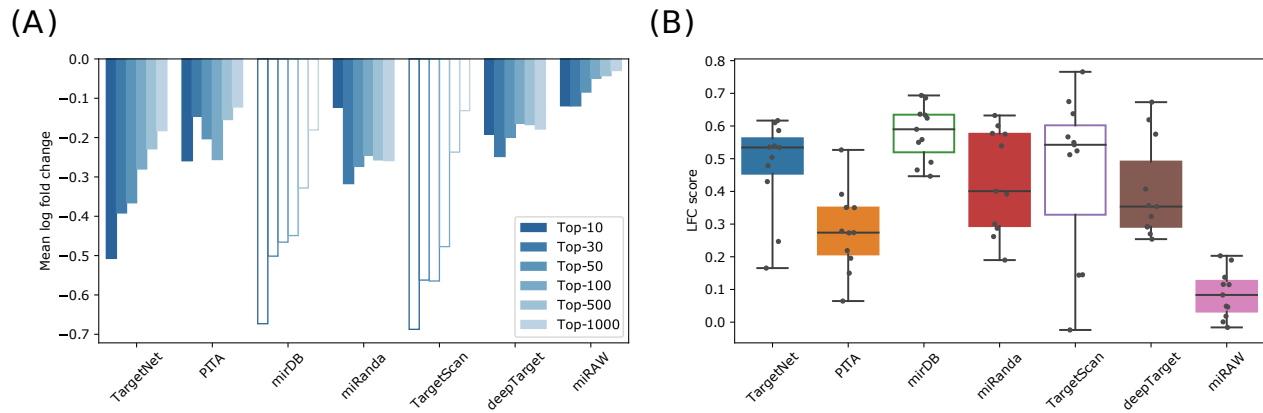 (A)
(B)
Mean log fold change
0.0
−0.1
−0.2
−0.3
−0.4
−0.5
−0.6
−0.7
Top-10
Top-30
Top-50
Top-100
Top-500
Top-1000
TargetNet
PITA
mirDB
miRanda
TargetScan
deepTarget
miRAW
LFC score
0.8
0.7
0.6
0.5
0.4
0.3
0.2
0.1
0.0
TargetNet
PITA
mirDB
miRanda
TargetScan
deepTarget
miRAW